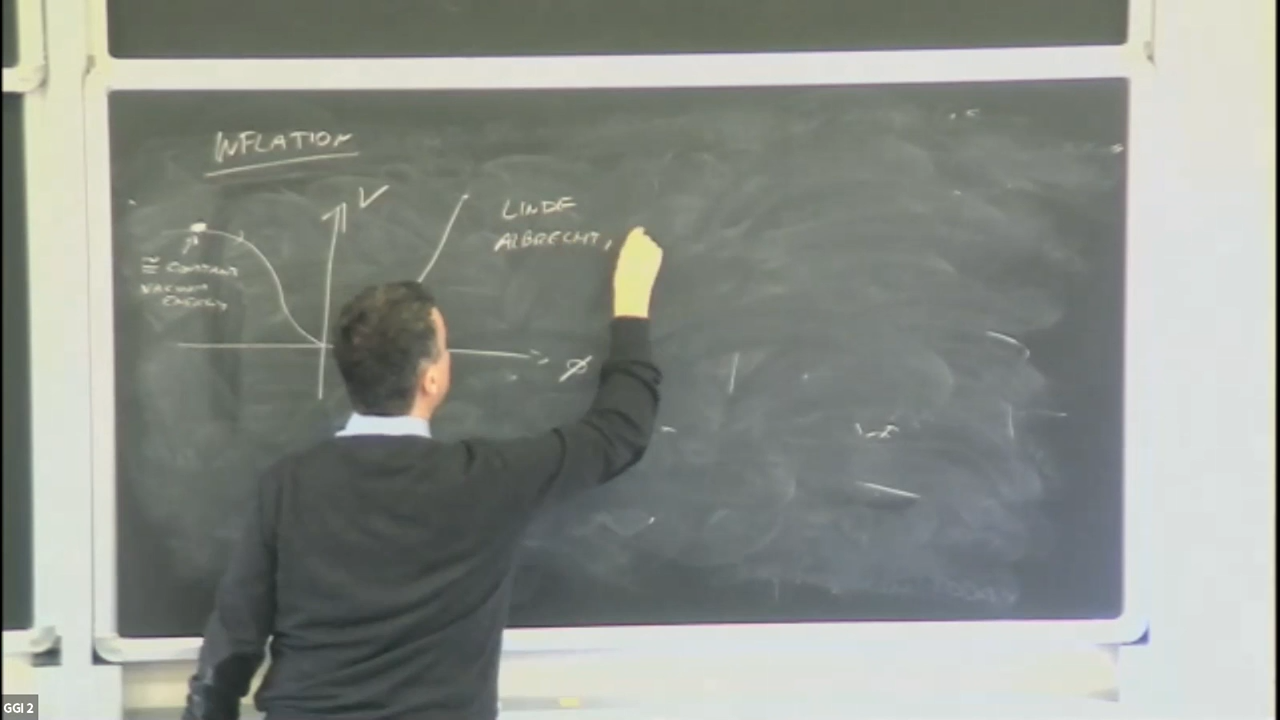 INFLATION
V
LINDE
ALBRECHT,
≅ CONSTANT
VACUUM
ENERGY
φ
GGI 2